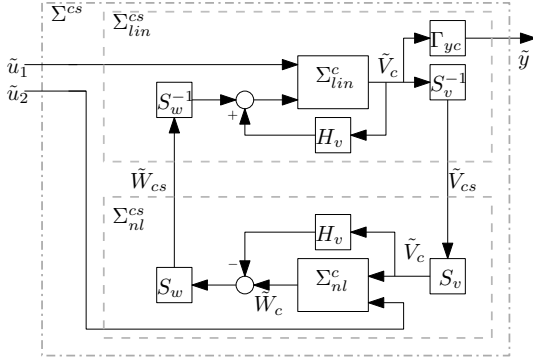 Σ^{cs}
Σ^{cs}_{lin}
Γ_{yc}
ũ_1
Σ^c_{lin}
Ṽ_c
ỹ
ũ_2
S_w^{-1}
S_v^{-1}
+
H_v
W̃_{cs}
Ṽ_{cs}
Σ^{cs}_{nl}
H_v
Ṽ_c
−
Σ^c_{nl}
S_w
W̃_c
S_v